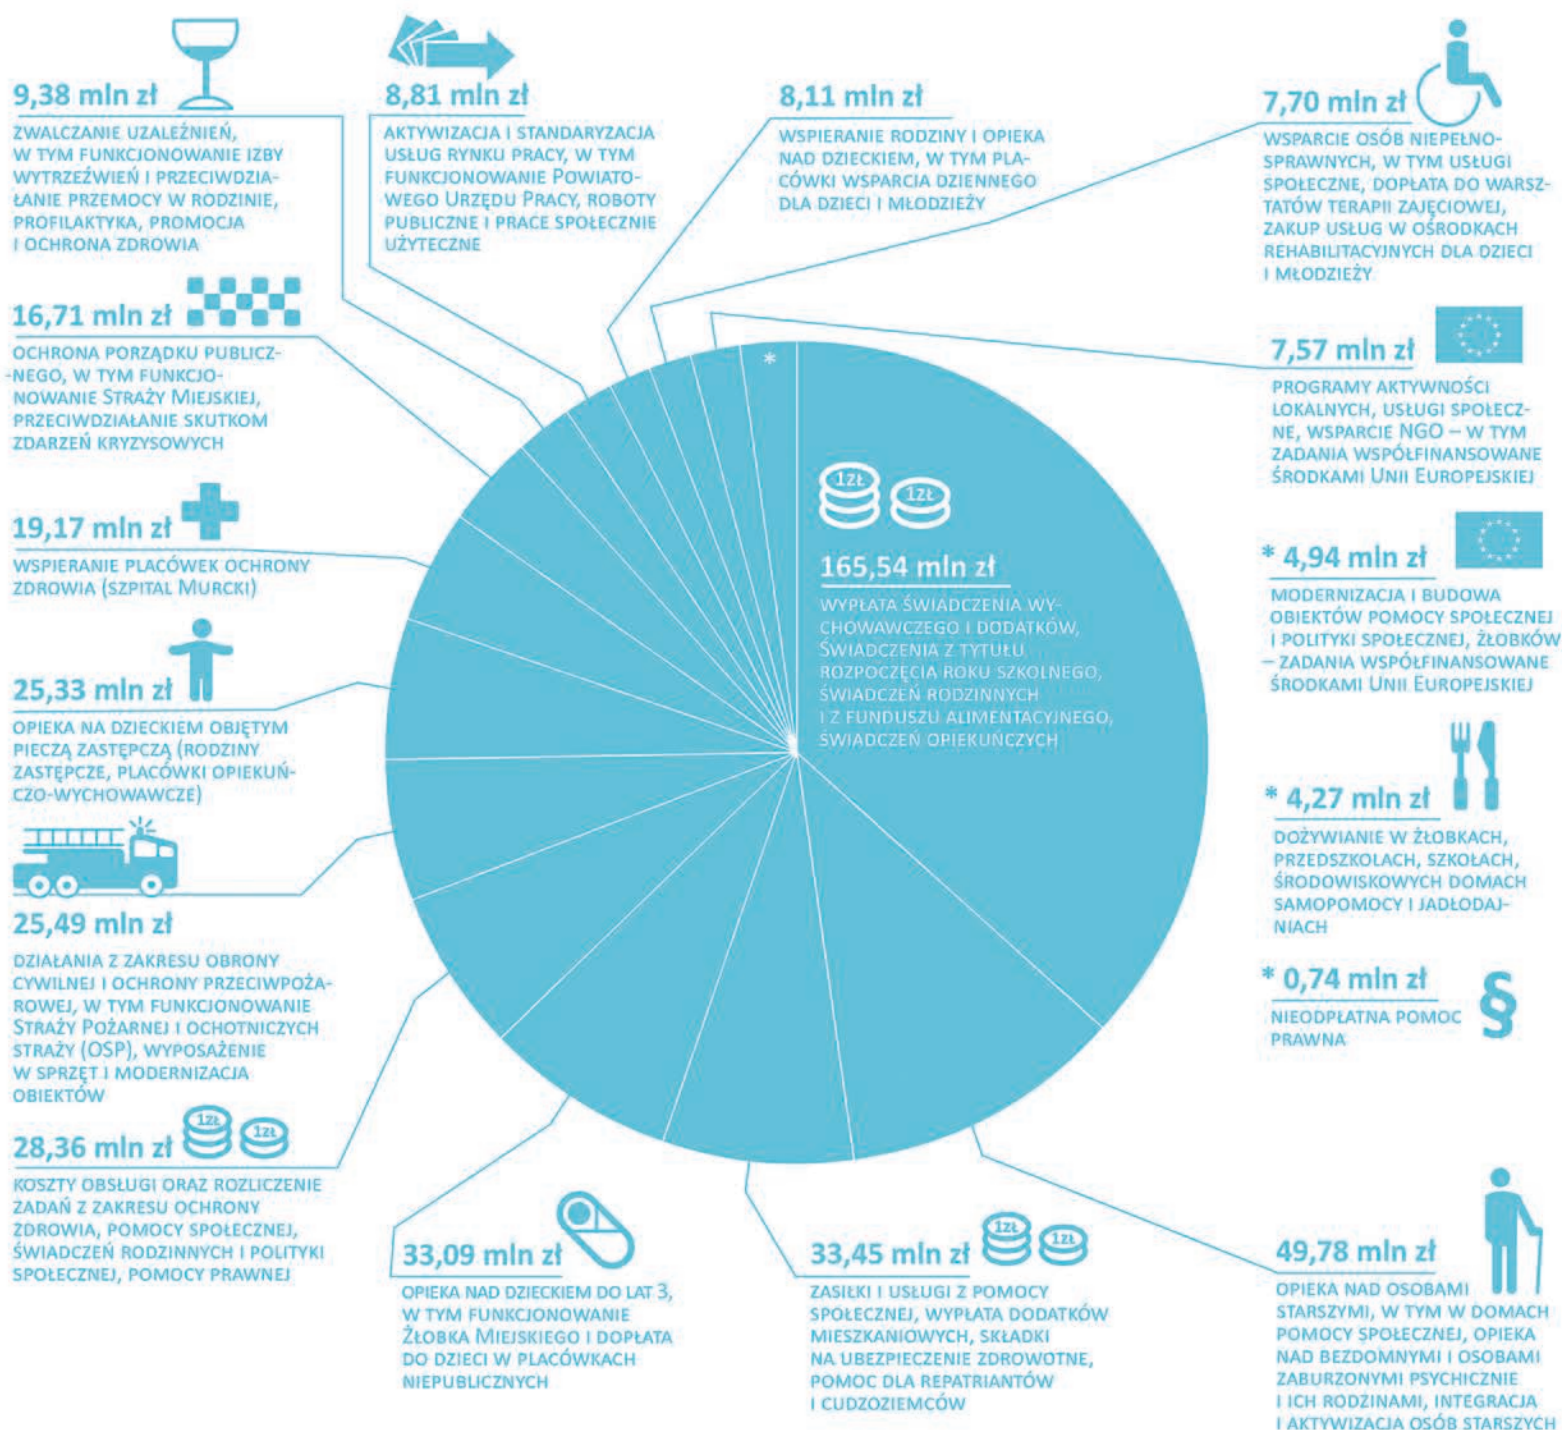 9,38 mln zł
ZWALCZANIE UZALEŻNIEŃ,
W TYM FUNKCJONOWANIE IZBY
WYTRZEŹWIEŃ I PRZECIWDZIA-
ŁANIE PRZEMOCY W RODZINIE,
PROFILAKTYKA, PROMOCJA
I OCHRONA ZDROWIA
8,81 mln zł
AKTYWIZACJA I STANDARYZACJA
USŁUG RYNKU PRACY, W TYM
FUNKCJONOWANIE POWIATO-
WEGO URZĘDU PRACY, ROBOTY
PUBLICZNE I PRACE SPOŁECZNIE
UŻYTECZNE
8,11 mln zł
WSPIERANIE RODZINY I OPIEKA
NAD DZIECKIEM, W TYM PLA-
CÓWKI WSPARCIA DZIENNEGO
DLA DZIECI I MŁODZIEŻY
7,70 mln zł
WSPARCIE OSÓB NIEPEŁNO-
SPRAWNYCH, W TYM USŁUGI
SPOŁECZNE, DOPŁATA DO WARSZ-
TATÓW TERAPII ZAJĘCIOWEJ,
ZAKUP USŁUG W OŚRODKACH
REHABILITACYJNYCH DLA DZIECI
I MŁODZIEŻY
16,71 mln zł
OCHRONA PORZĄDKU PUBLICZ-
-NEGO, W TYM FUNKCJO-
NOWANIE STRAŻY MIEJSKIEJ,
PRZECIWDZIAŁANIE SKUTKOM
ZDARZEŃ KRYZYSOWYCH
7,57 mln zł
PROGRAMY AKTYWNOŚCI
LOKALNYCH, USŁUGI SPOŁECZ-
NE, WSPARCIE NGO – W TYM
ZADANIA WSPÓŁFINANSOWANE
ŚRODKAMI UNII EUROPEJSKIEJ
*
1ZŁ 1ZŁ
165,54 mln zł
WYPŁATA ŚWIADCZENIA WY-
CHOWAWCZEGO I DODATKÓW,
ŚWIADCZENIA Z TYTUŁU
ROZPOCZĘCIA ROKU SZKOLNEGO,
ŚWIADCZEŃ RODZINNYCH
I Z FUNDUSZU ALIMENTACYJNEGO,
ŚWIADCZEŃ OPIEKUŃCZYCH
19,17 mln zł
WSPIERANIE PLACÓWEK OCHRONY
ZDROWIA (SZPITAL MURCKI)
* 4,94 mln zł
MODERNIZACJA I BUDOWA
OBIEKTÓW POMOCY SPOŁECZNEJ
I POLITYKI SPOŁECZNEJ, ŻŁOBKÓW
– ZADANIA WSPÓŁFINANSOWANE
ŚRODKAMI UNII EUROPEJSKIEJ
25,33 mln zł
OPIEKA NA DZIECKIEM OBJĘTYM
PIECZĄ ZASTĘPCZĄ (RODZINY
ZASTĘPCZE, PLACÓWKI OPIEKUŃ-
CZO-WYCHOWAWCZE)
* 4,27 mln zł
DOŻYWIANIE W ŻŁOBKACH,
PRZEDSZKOLACH, SZKOŁACH,
ŚRODOWISKOWYCH DOMACH
SAMOPOMOCY I JADŁODAJ-
NIACH
25,49 mln zł
DZIAŁANIA Z ZAKRESU OBRONY
CYWILNEJ I OCHRONY PRZECIWPOŻA-
ROWEJ, W TYM FUNKCJONOWANIE
STRAŻY POŻARNEJ I OCHOTNICZYCH
STRAŻY (OSP), WYPOSAŻENIE
W SPRZĘT I MODERNIZACJA
OBIEKTÓW
* 0,74 mln zł
NIEODPŁATNA POMOC
PRAWNA
§
28,36 mln zł 1ZŁ 1ZŁ
KOSZTY OBSŁUGI ORAZ ROZLICZENIE
ZADAŃ Z ZAKRESU OCHRONY
ZDROWIA, POMOCY SPOŁECZNEJ,
ŚWIADCZEŃ RODZINNYCH I POLITYKI
SPOŁECZNEJ, POMOCY PRAWNEJ
33,09 mln zł
OPIEKA NAD DZIECKIEM DO LAT 3,
W TYM FUNKCJONOWANIE
ŻŁOBKA MIEJSKIEGO I DOPŁATA
DO DZIECI W PLACÓWKACH
NIEPUBLICZNYCH
33,45 mln zł 1ZŁ 1ZŁ
ZASIŁKI I USŁUGI Z POMOCY
SPOŁECZNEJ, WYPŁATA DODATKÓW
MIESZKANIOWYCH, SKŁADKI
NA UBEZPIECZENIE ZDROWOTNE,
POMOC DLA REPATRIANTÓW
I CUDZOZIEMCÓW
49,78 mln zł
OPIEKA NAD OSOBAMI
STARSZYMI, W TYM W DOMACH
POMOCY SPOŁECZNEJ, OPIEKA
NAD BEZDOMNYMI I OSOBAMI
ZABURZONYMI PSYCHICZNIE
I ICH RODZINAMI, INTEGRACJA
I AKTYWIZACJA OSÓB STARSZYCH